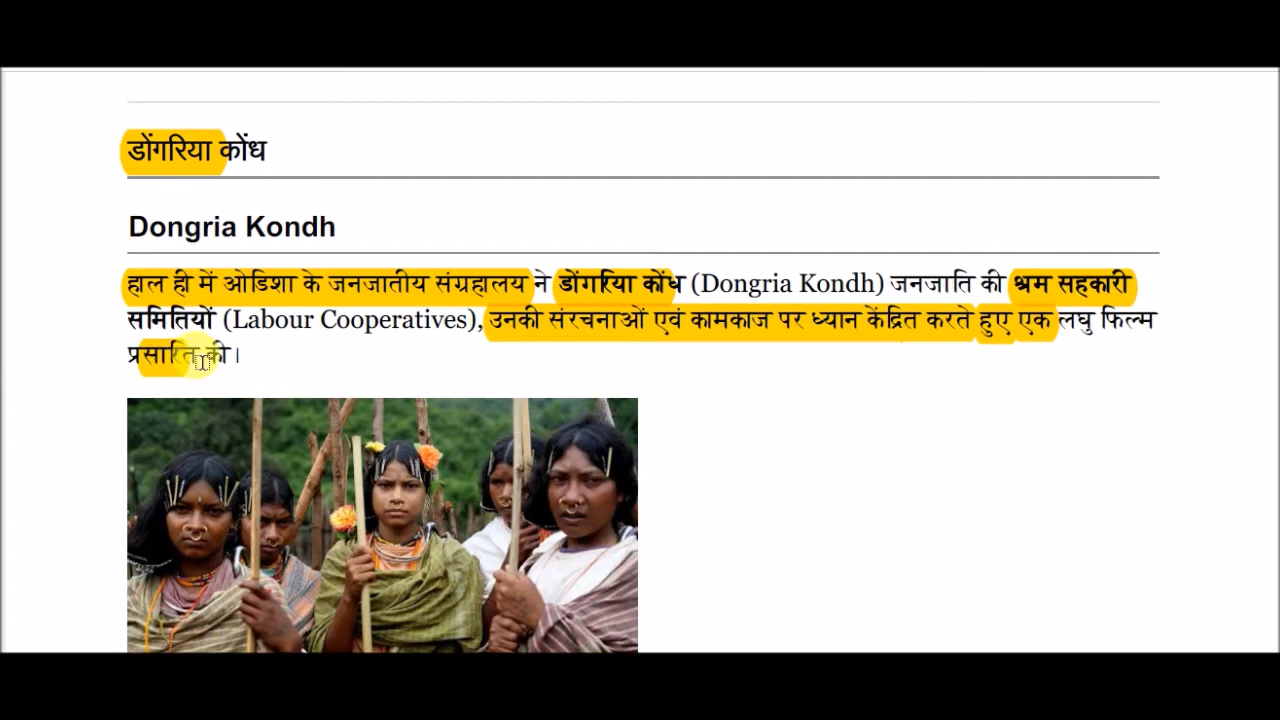 डोंगरिया कोंध
Dongria Kondh
हाल ही में ओडिशा के जनजातीय संग्रहालय ने डोंगरिया कोंध (Dongria Kondh) जनजाति की श्रम सहकारी
समितियों (Labour Cooperatives), उनकी संरचनाओं एवं कामकाज पर ध्यान केंद्रित करते हुए एक लघु फिल्म
प्रसारित की।